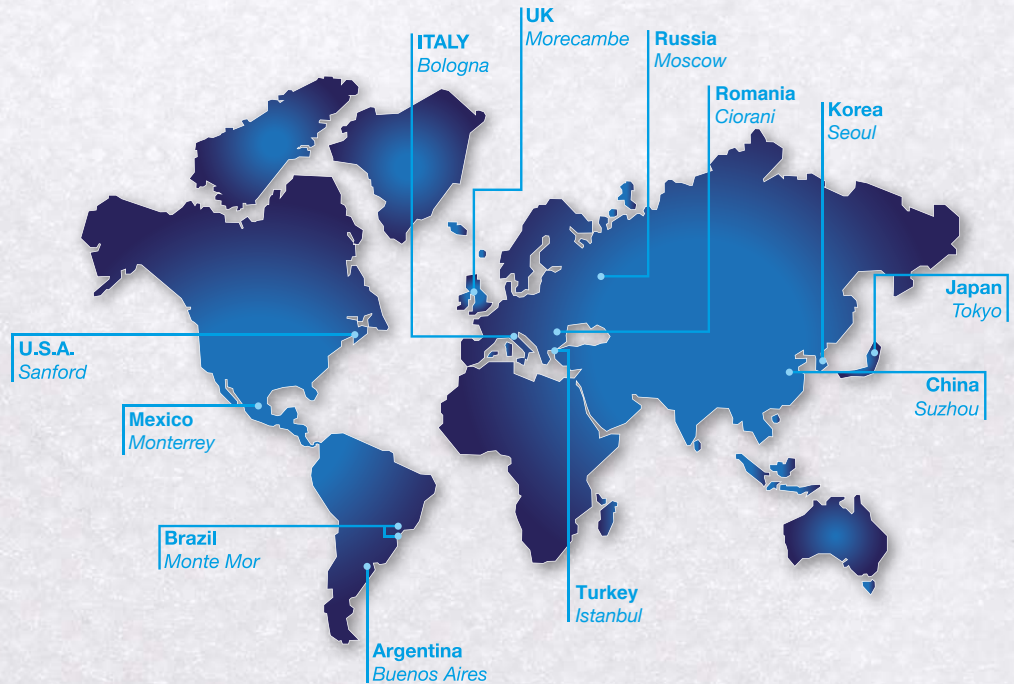 UK
Morecambe
ITALY
Bologna
Russia
Moscow
Romania
Ciorani
Korea
Seoul
Japan
Tokyo
U.S.A.
Sanford
China
Suzhou
Mexico
Monterrey
Brazil
Monte Mor
Turkey
Istanbul
Argentina
Buenos Aires